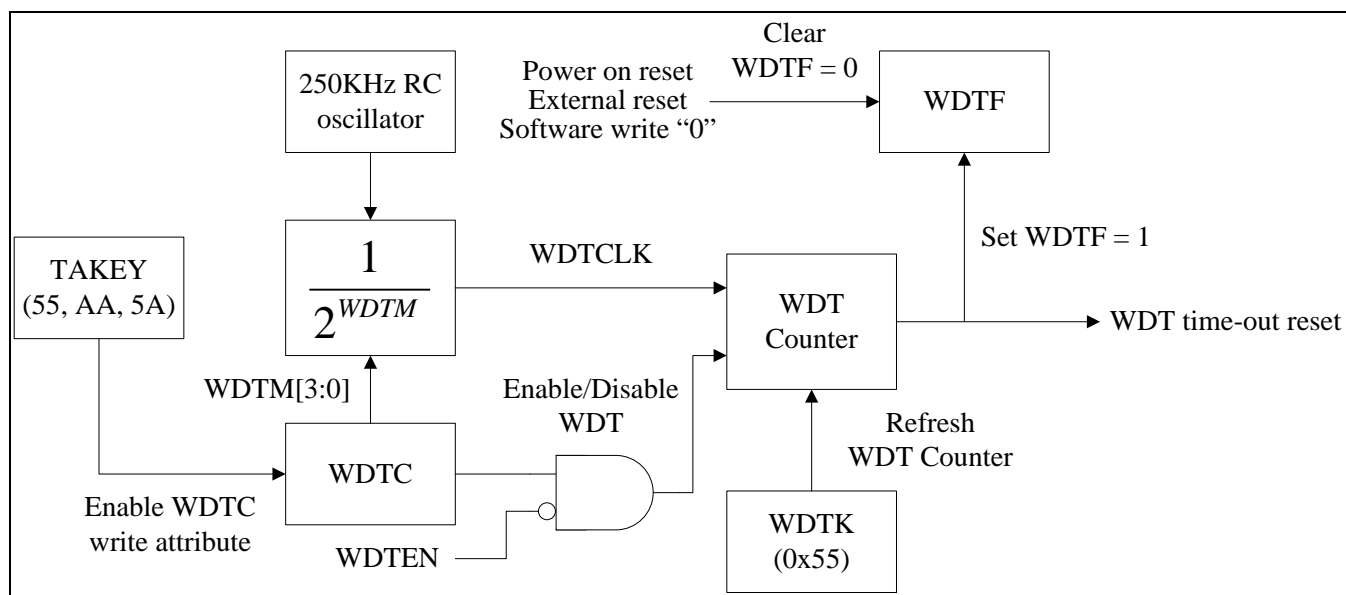 250KHz RC
oscillator
Clear
WDTF = 0
Power on reset
External reset
Software write “0”
WDTF
TAKEY
(55, AA, 5A)
1
2^WDTM
WDTCLK
WDT
Counter
Set WDTF = 1
WDT time-out reset
WDTM[3:0]
Enable/Disable
WDT
Refresh
WDT Counter
WDTC
Enable WDTC
write attribute
WDTEN
WDTK
(0x55)